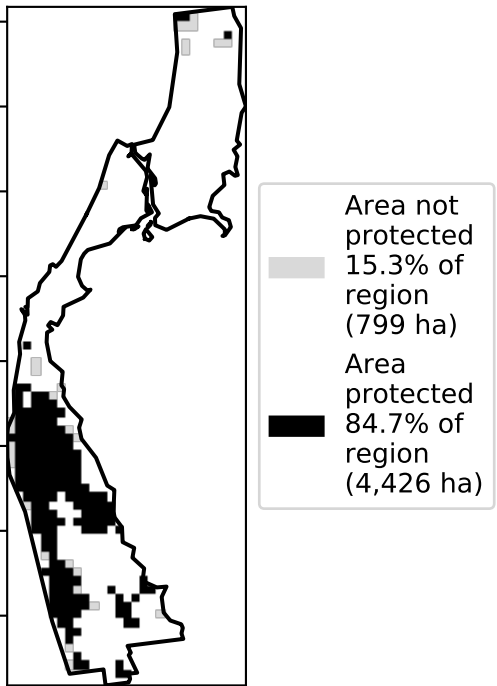 Area not
protected
15.3% of
region
(799 ha)
Area
protected
84.7% of
region
(4,426 ha)